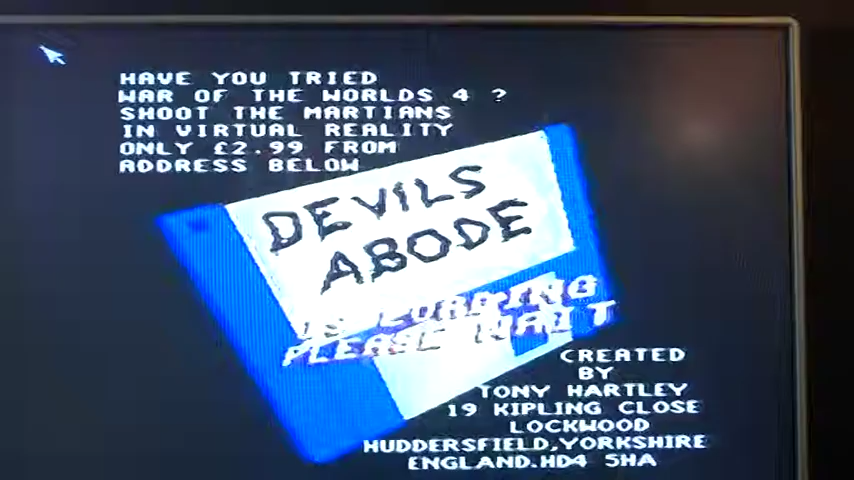 HAVE YOU TRIED
WAR OF THE WORLDS 4 ?
SHOOT THE MARTIANS
IN VIRTUAL REALITY
ONLY £2.99 FROM
ADDRESS BELOW
DEVILS
ABODE
IS LOADING
PLEASE WAIT
CREATED
BY
TONY HARTLEY
19 KIPLING CLOSE
LOCKWOOD
HUDDERSFIELD,YORKSHIRE
ENGLAND.HD4 5HA